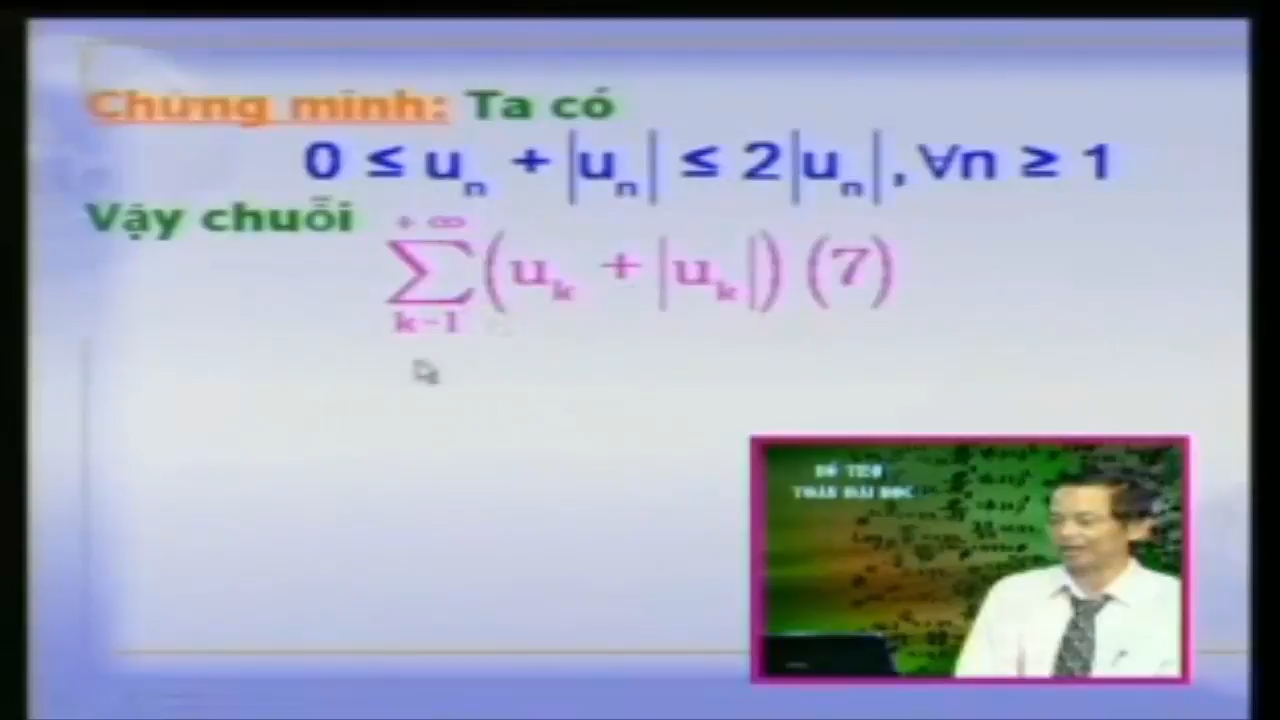 Chứng minh: Ta có
0 ≤ uₙ + |uₙ| ≤ 2|uₙ|, ∀n ≥ 1
Vậy chuỗi
+∞
∑(uₖ + |uₖ|) (7)
k-1